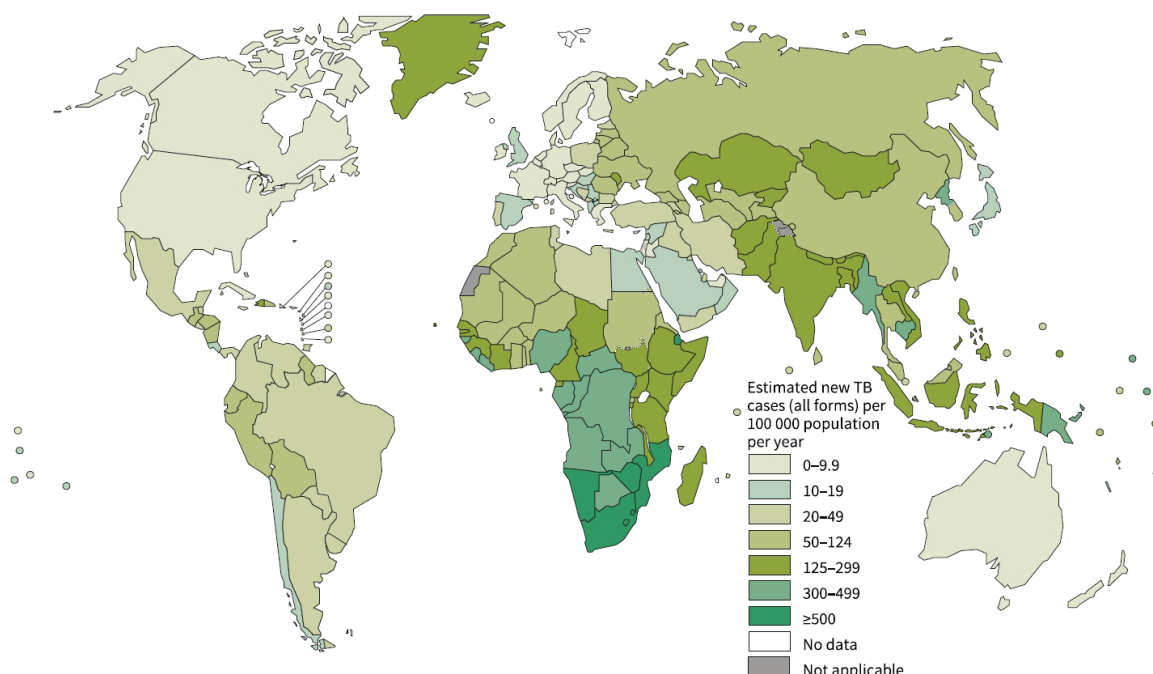 Estimated new TB
cases (all forms) per
100 000 population
per year
0–9.9
10–19
20–49
50–124
125–299
300–499
≥500
No data
Not applicable